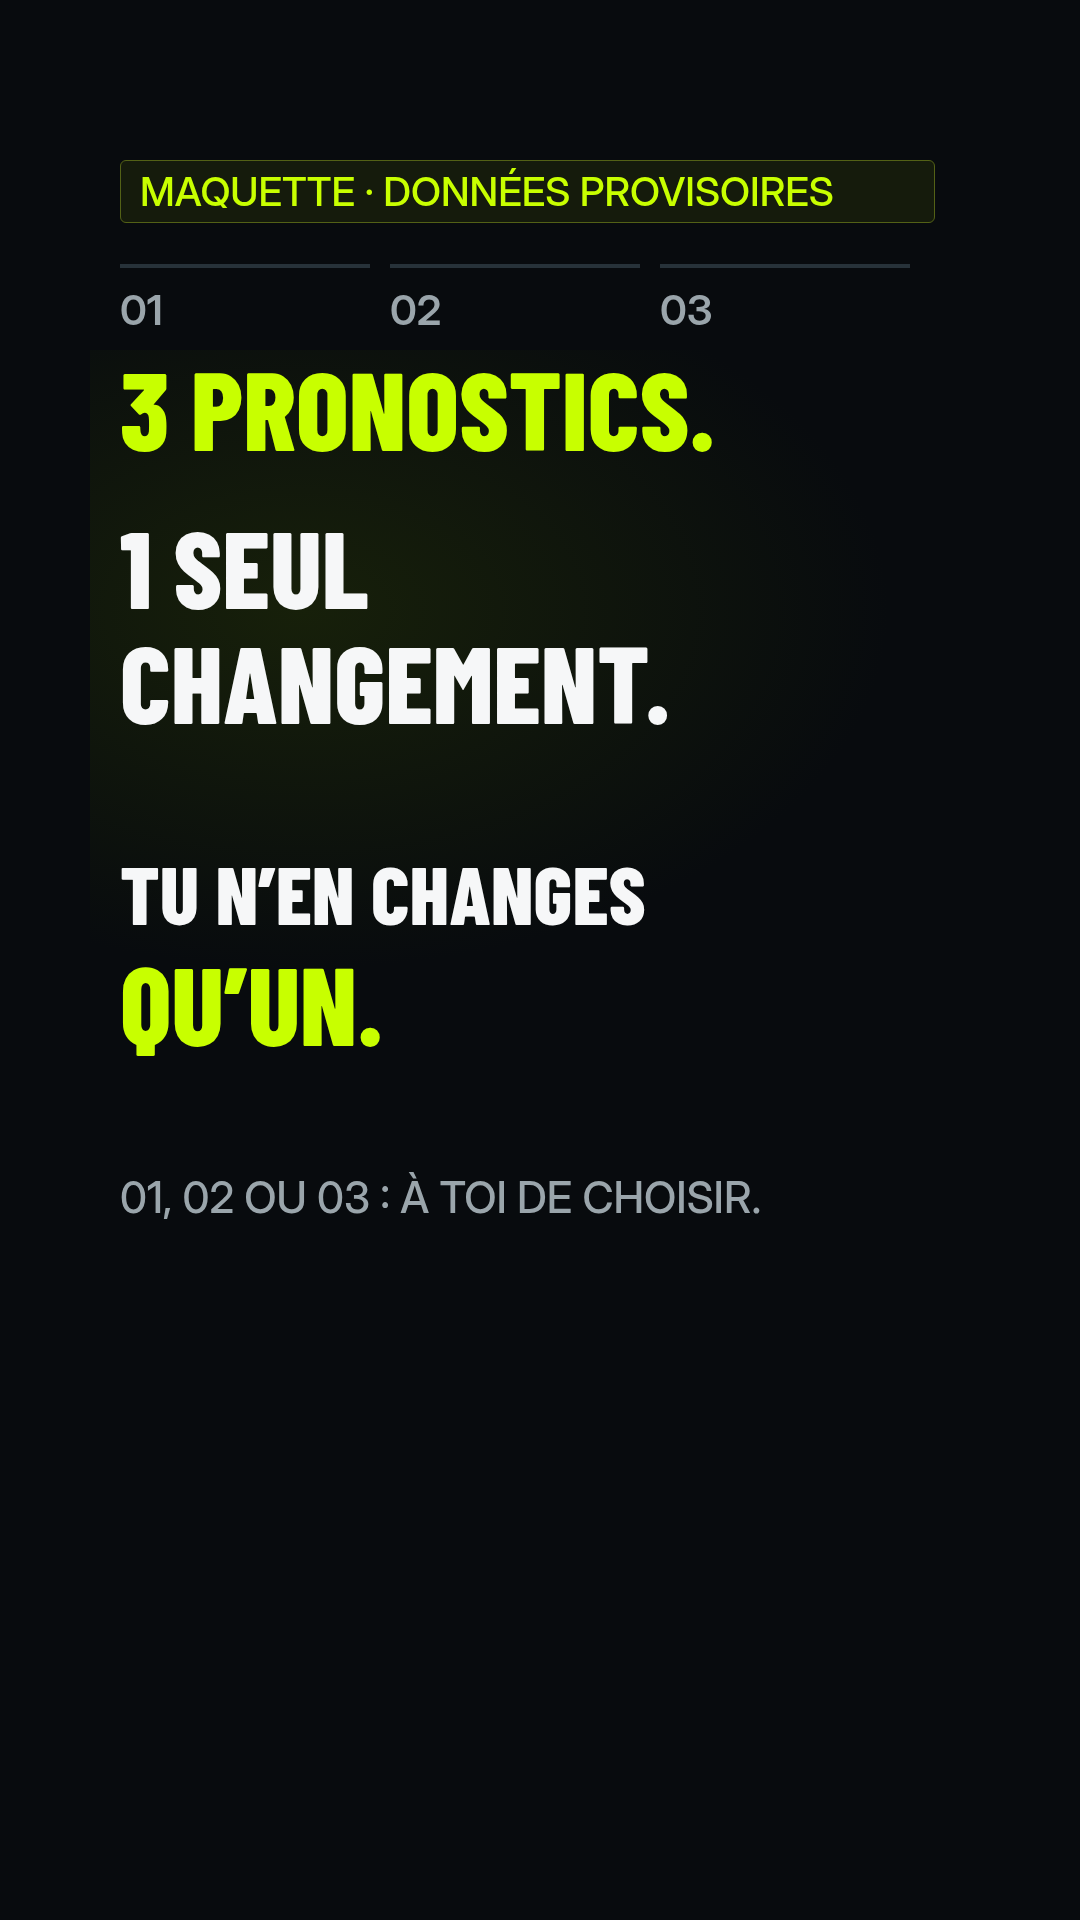 MAQUETTE · DONNÉES PROVISOIRES
01 02 03
3 PRONOSTICS.
1 SEUL
CHANGEMENT.
TU N’EN CHANGES
QU’UN.
01, 02 OU 03 : À TOI DE CHOISIR.